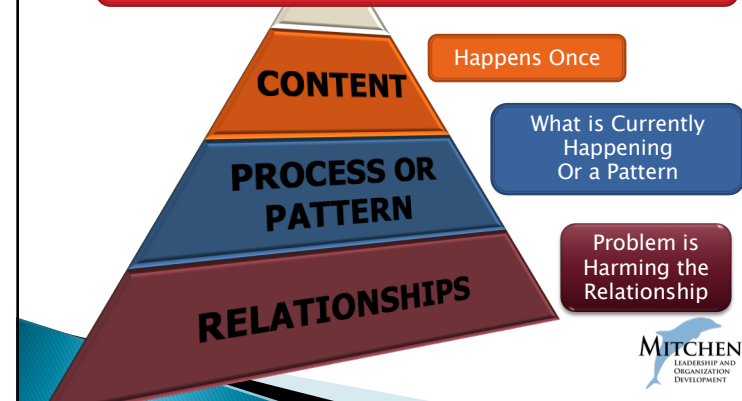 CONTENT
Happens Once
PROCESS OR
PATTERN
What is Currently
Happening
Or a Pattern
RELATIONSHIPS
Problem is
Harming the
Relationship
MITCHEN
LEADERSHIP AND
ORGANIZATION
DEVELOPMENT